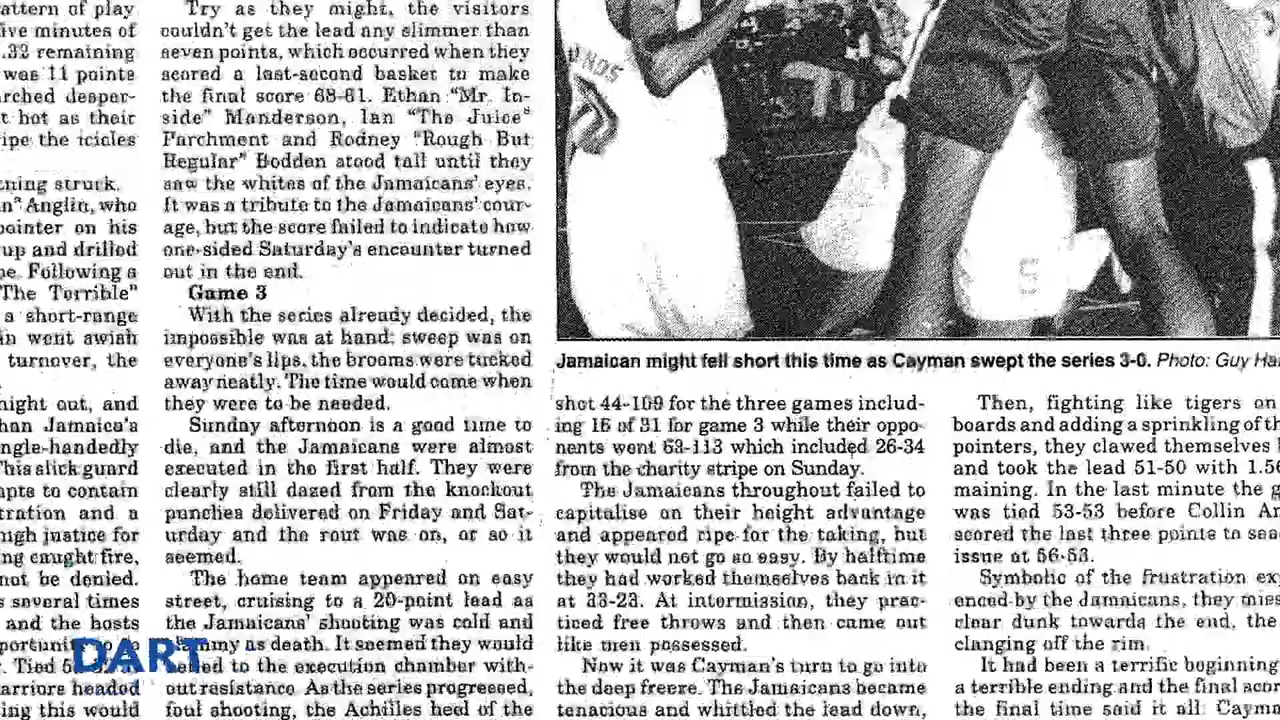 attern of play
ive minutes of
.32 remaining
was 11 points
arched desper-
t hot as their
ipe the icicles
ning struck.
n" Anglin, who
pointer on his
up and drilled
Following a
The Terrible"
a short-range
went swish
turnover, the
night out, and
han Jamaica's
ngle-handedly
This slick guard
mpts to contain
tration and a
ugh justice for
ng caught fire,
not be denied.
s several times
and the hosts
portunity
Tied
arriors headed
ing this would
Try as they might, the visitors
couldn't get the lead any slimmer than
seven points, which occurred when they
scored a last-second basket to make
the final score 68-61. Ethan "Mr. In-
side" Manderson, Ian "The Juice"
Parchment and Rodney "Rough But
Regular" Bodden stood tall until they
saw the whites of the Jamaicans' eyes.
It was a tribute to the Jamaicans' cour-
age, but the score failed to indicate how
one-sided Saturday's encounter turned
out in the end.
Game 3
With the series already decided, the
impossible was at hand: sweep was on
everyone's lips, the brooms were tucked
away neatly. The time would come when
they were to be needed.
Sunday afternoon is a good time to
die, and the Jamaicans were almost
executed in the first half. They were
clearly still dazed from the knockout
punches delivered on Friday and Sat-
urday and the rout was on, or so it
seemed.
The home team appeared on easy
street, cruising to a 20-point lead as
the Jamaicans' shooting was cold and
as death. It seemed they would
to the execution chamber with-
out resistance. As the series progressed,
foul shooting, the Achilles heel of the
71
Jamaican might fell short this time as Cayman swept the series 3-0. Photo: Guy Ha
shot 44-109 for the three games includ-
ing 16 of 31 for game 3 while their oppo-
nents went 63-113 which included 26-34
from the charity stripe on Sunday.
The Jamaicans throughout failed to
capitalise on their height advantage
and appeared ripe for the taking, but
they would not go so easy. By halftime
they had worked themselves back in it
at 33-23. At intermission, they prac-
ticed free throws and then came out
like men possessed.
Now it was Cayman's turn to go into
the deep freeze. The Jamaicans became
tenacious and whittled the lead down,
Then, fighting like tigers on
boards and adding a sprinkling of th
pointers, they clawed themselves
and took the lead 51-50 with 1.56
maining. In the last minute the g
was tied 53-53 before Collin An
scored the last three points to sea
issue at 56-53.
Symbolic of the frustration ex
enced by the Jamaicans, they mis
clear dunk towards the end, the
clanging off the rim.
It had been a terrific beginning
a terrible ending and the final scor
the final time said it all: Caym
DART